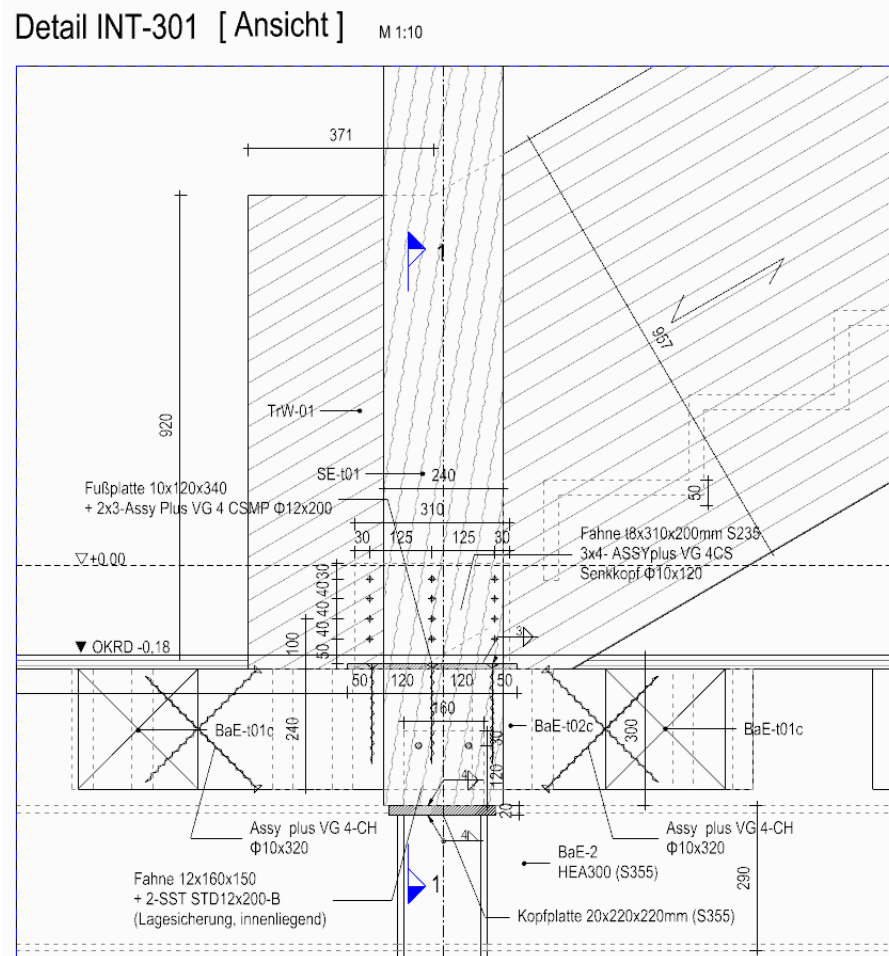 Detail INT-301 [ Ansicht ] M 1:10
371
1
957
920
TrW-01
SE-t01
240
50
Fußplatte 10x120x340
+ 2x3-Assy Plus VG 4 CSMP Φ12x200
310
30 125 125 30
Fahne t8x310x200mm S235
3x4- ASSYplus VG 4CS
Senkkopf Φ10x120
+0.00
30
40
40
40
50
100
OKRD -0,18
3
50 120 120 50
160
240
BaE-t01c
BaE-t02c
300
BaE-t01c
30
120
4
20
4
Assy plus VG 4-CH
Φ10x320
Assy plus VG 4-CH
Φ10x320
BaE-2
HEA300 (S355)
290
Fahne 12x160x150
+ 2-SST STD12x200-B
(Lagesicherung, innenliegend)
1
Kopfplatte 20x220x220mm (S355)